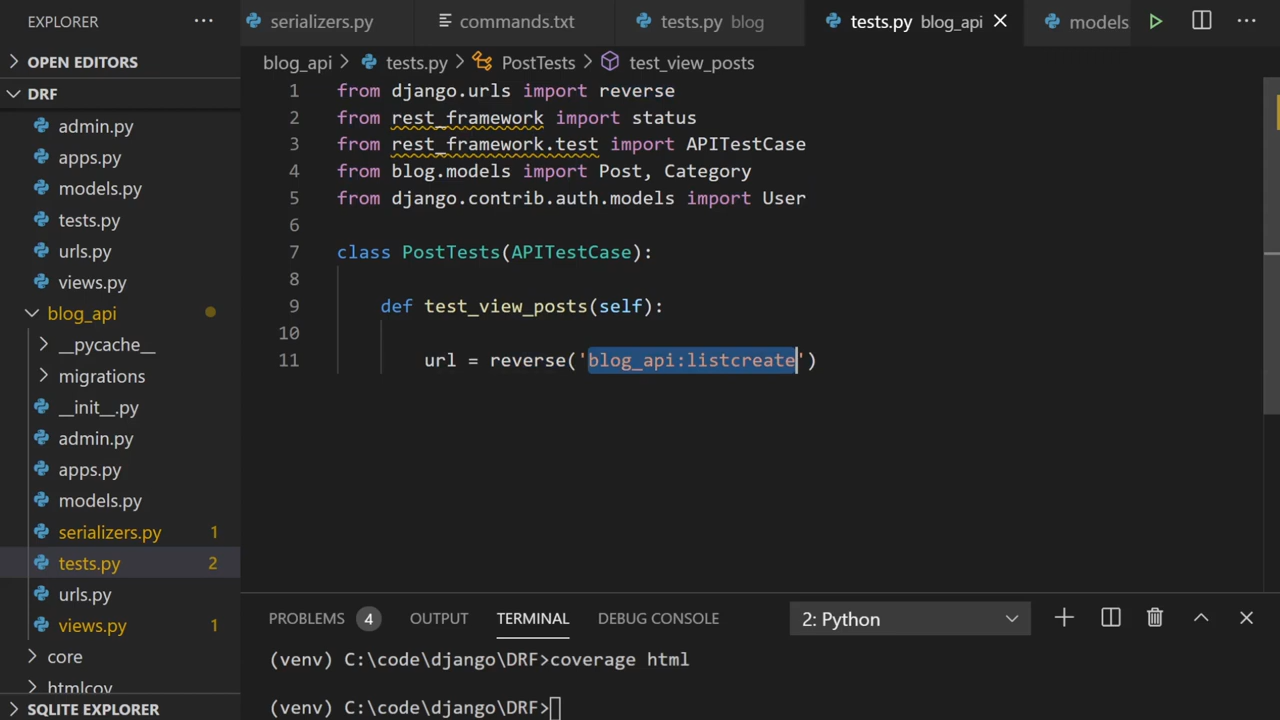 EXPLORER
···
serializers.py
commands.txt
tests.py blog
tests.py blog_api
models
···
OPEN EDITORS
blog_api > tests.py > PostTests > test_view_posts
DRF
admin.py
apps.py
models.py
tests.py
urls.py
views.py
blog_api
__pycache__
migrations
__init__.py
admin.py
apps.py
models.py
serializers.py 1
tests.py 2
urls.py
views.py 1
core
htmlcov
SQLITE EXPLORER
1 from django.urls import reverse
2 from rest_framework import status
3 from rest_framework.test import APITestCase
4 from blog.models import Post, Category
5 from django.contrib.auth.models import User
6
7 class PostTests(APITestCase):
8
9 def test_view_posts(self):
10
11 url = reverse('blog_api:listcreate')
PROBLEMS 4 OUTPUT TERMINAL DEBUG CONSOLE 2: Python
(venv) C:\code\django\DRF>coverage html
(venv) C:\code\django\DRF>